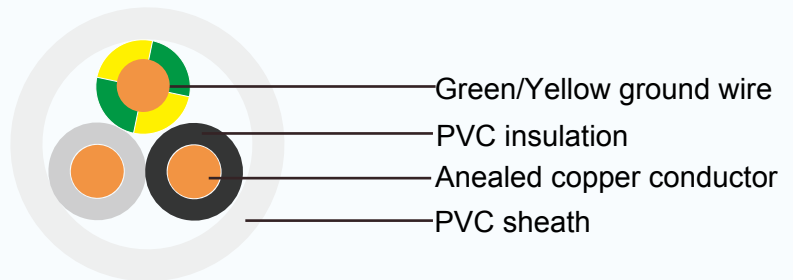 Green/Yellow ground wire
PVC insulation
Anealed copper conductor
PVC sheath